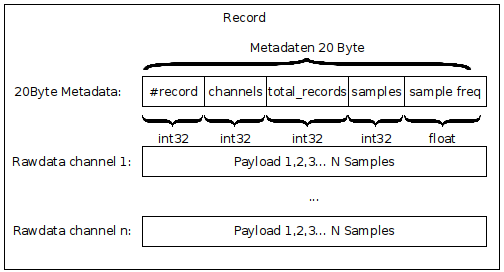 Record
Metadaten 20 Byte
20Byte Metadata: #record channels total_records samples sample freq
int32 int32 int32 int32 float
Rawdata channel 1: Payload 1,2,3... N Samples
...
Rawdata channel n: Payload 1,2,3... N Samples